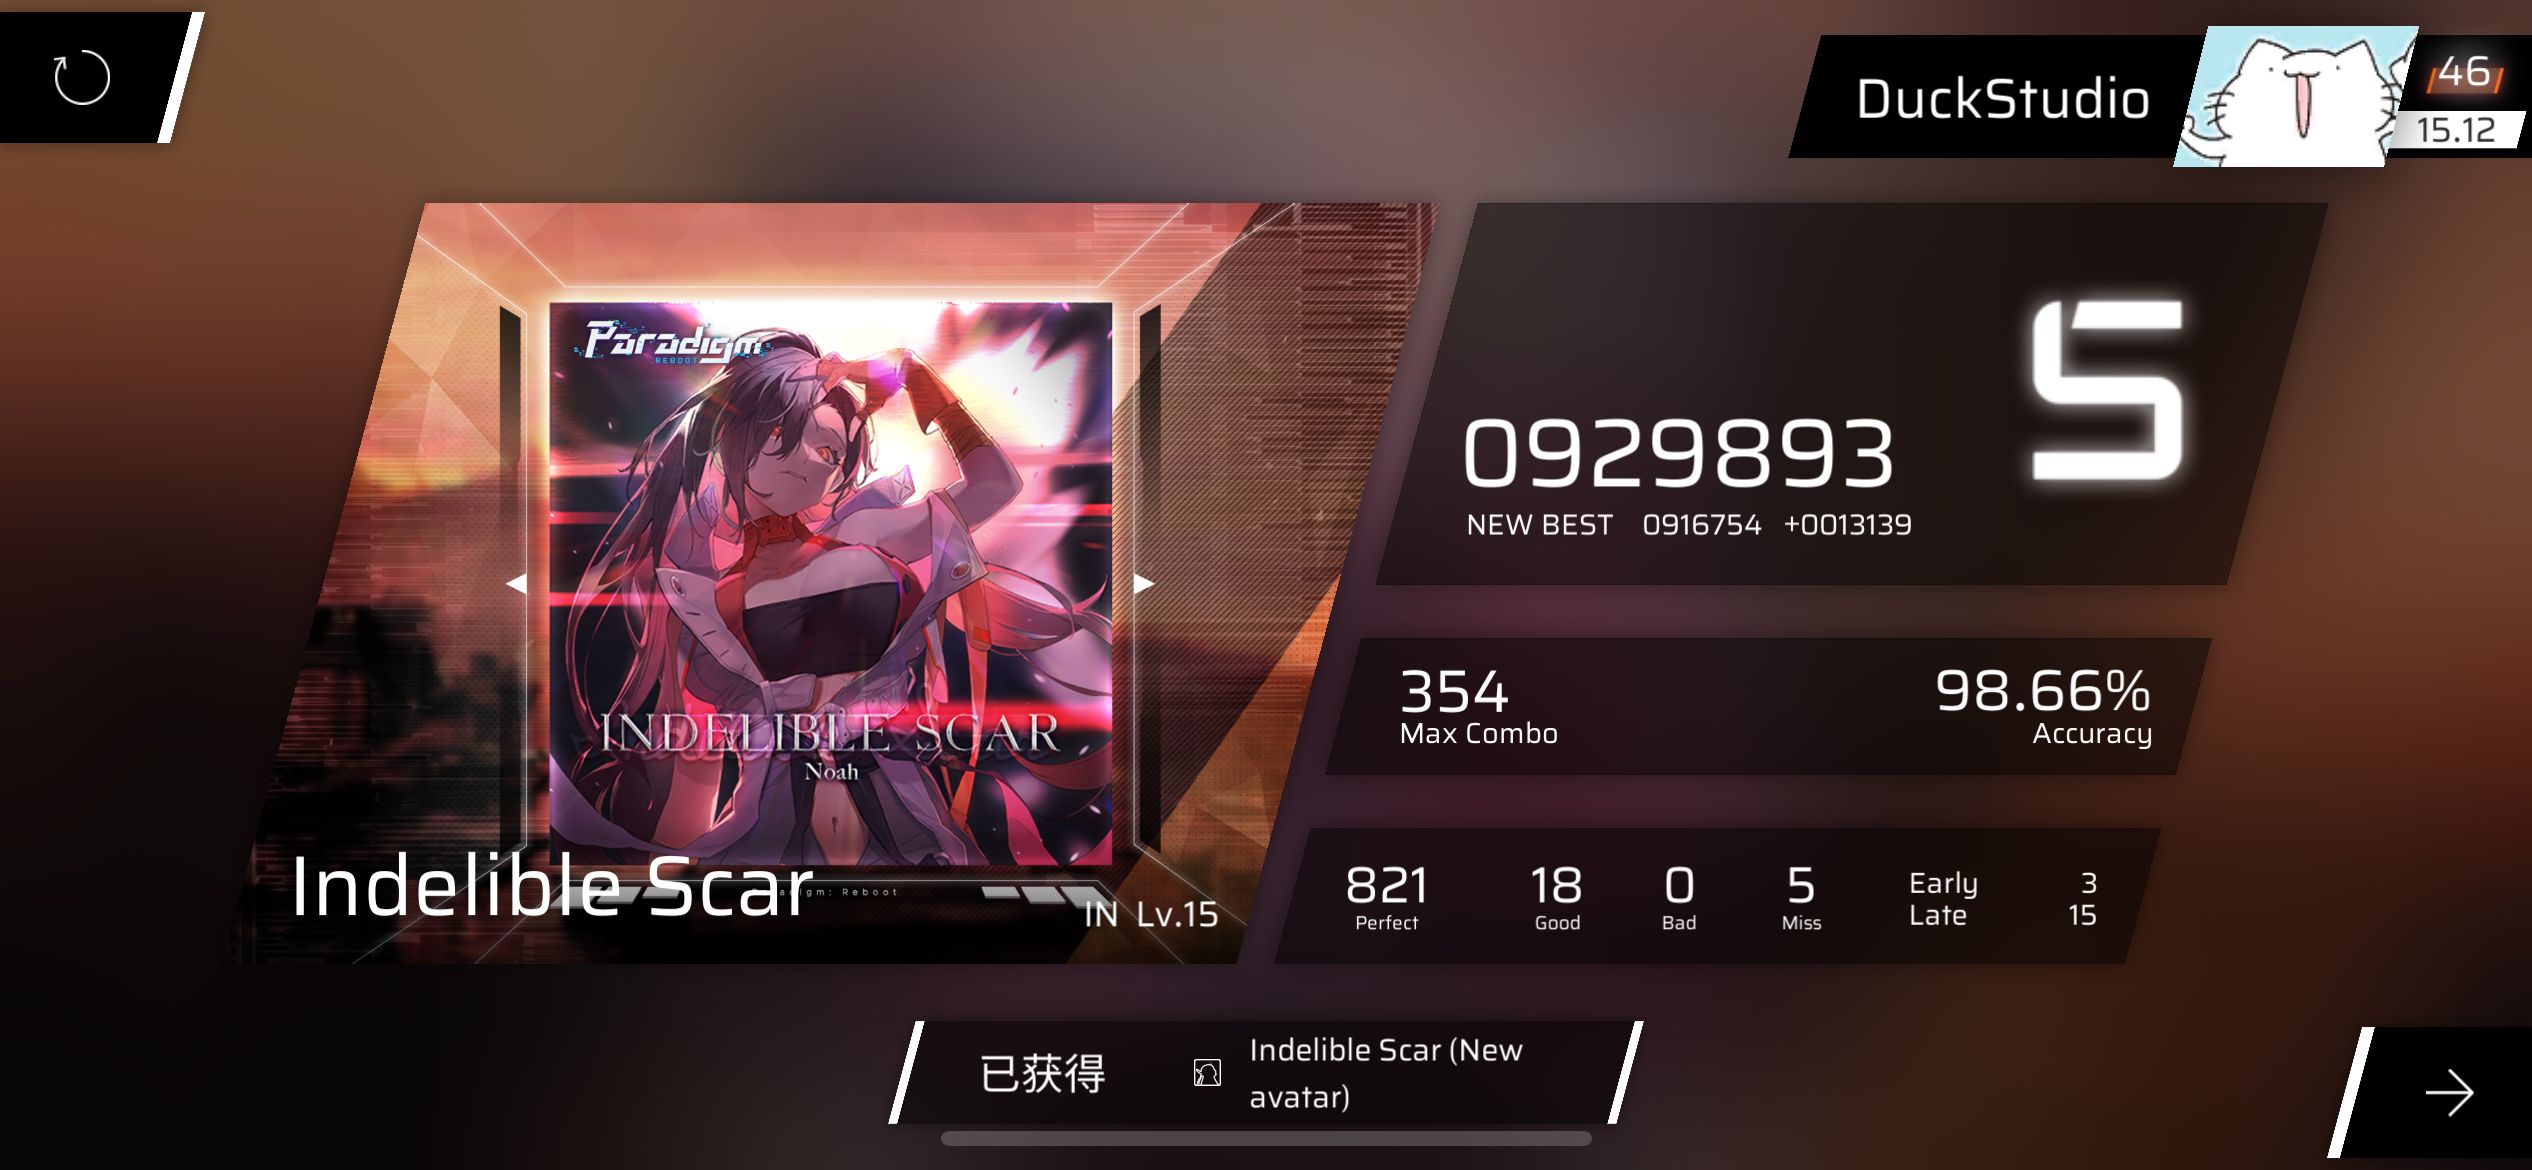 DuckStudio
46
15.12
Paradigm
REBOOT
INDELIBLE SCAR
Noah
Indelible Scar
IN Lv.15
S
0929893
NEW BEST 0916754 +0013139
354
Max Combo
98.66%
Accuracy
821
Perfect
18
Good
0
Bad
5
Miss
Early 3
Late 15
已获得
Indelible Scar (New
avatar)